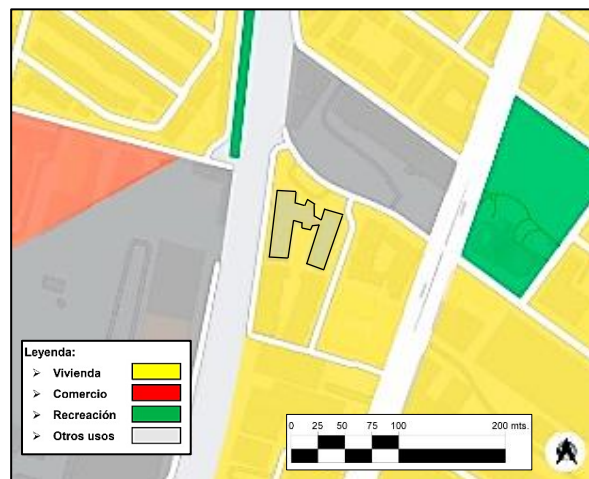 Leyenda:
➢ Vivienda
➢ Comercio
➢ Recreación
➢ Otros usos
0 25 50 75 100 200 mts.